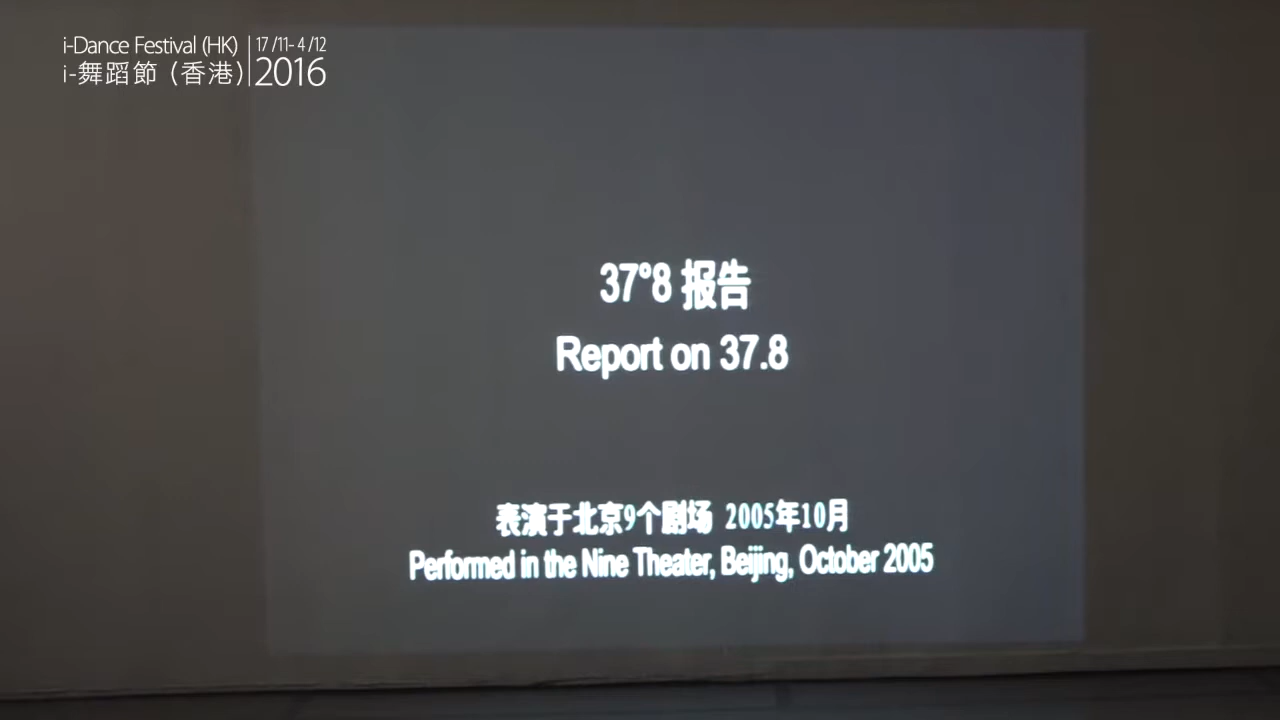 i-Dance Festival (HK) 17/11-4/12
i-舞蹈節（香港） 2016
37°8 报告
Report on 37.8
表演于北京9个剧场 2005年10月
Performed in the Nine Theater, Beijing, October 2005